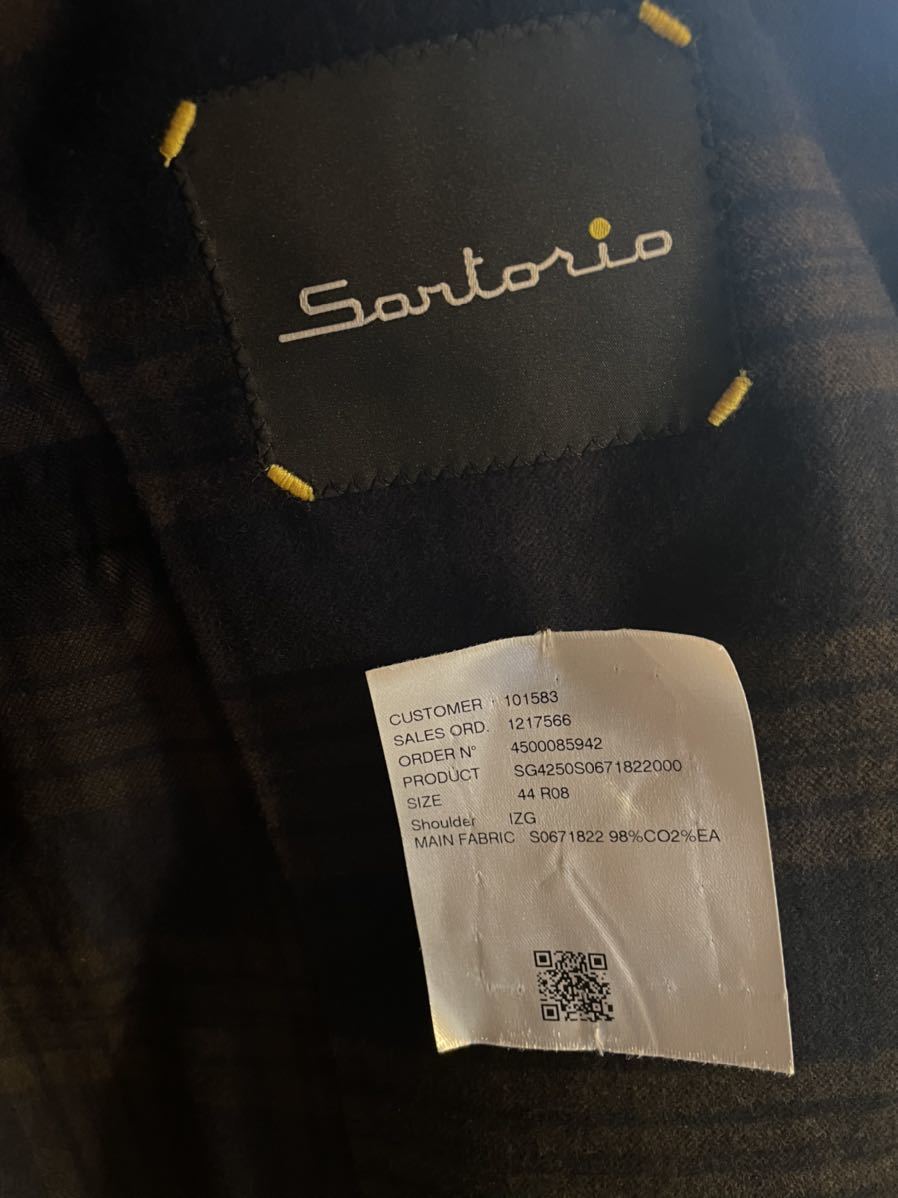 Sartorio
CUSTOMER 101583
SALES ORD. 1217566
ORDER N° 4500085942
PRODUCT SG4250S0671822000
SIZE 44 R08
Shoulder IZG
MAIN FABRIC S0671822 98%CO2%EA